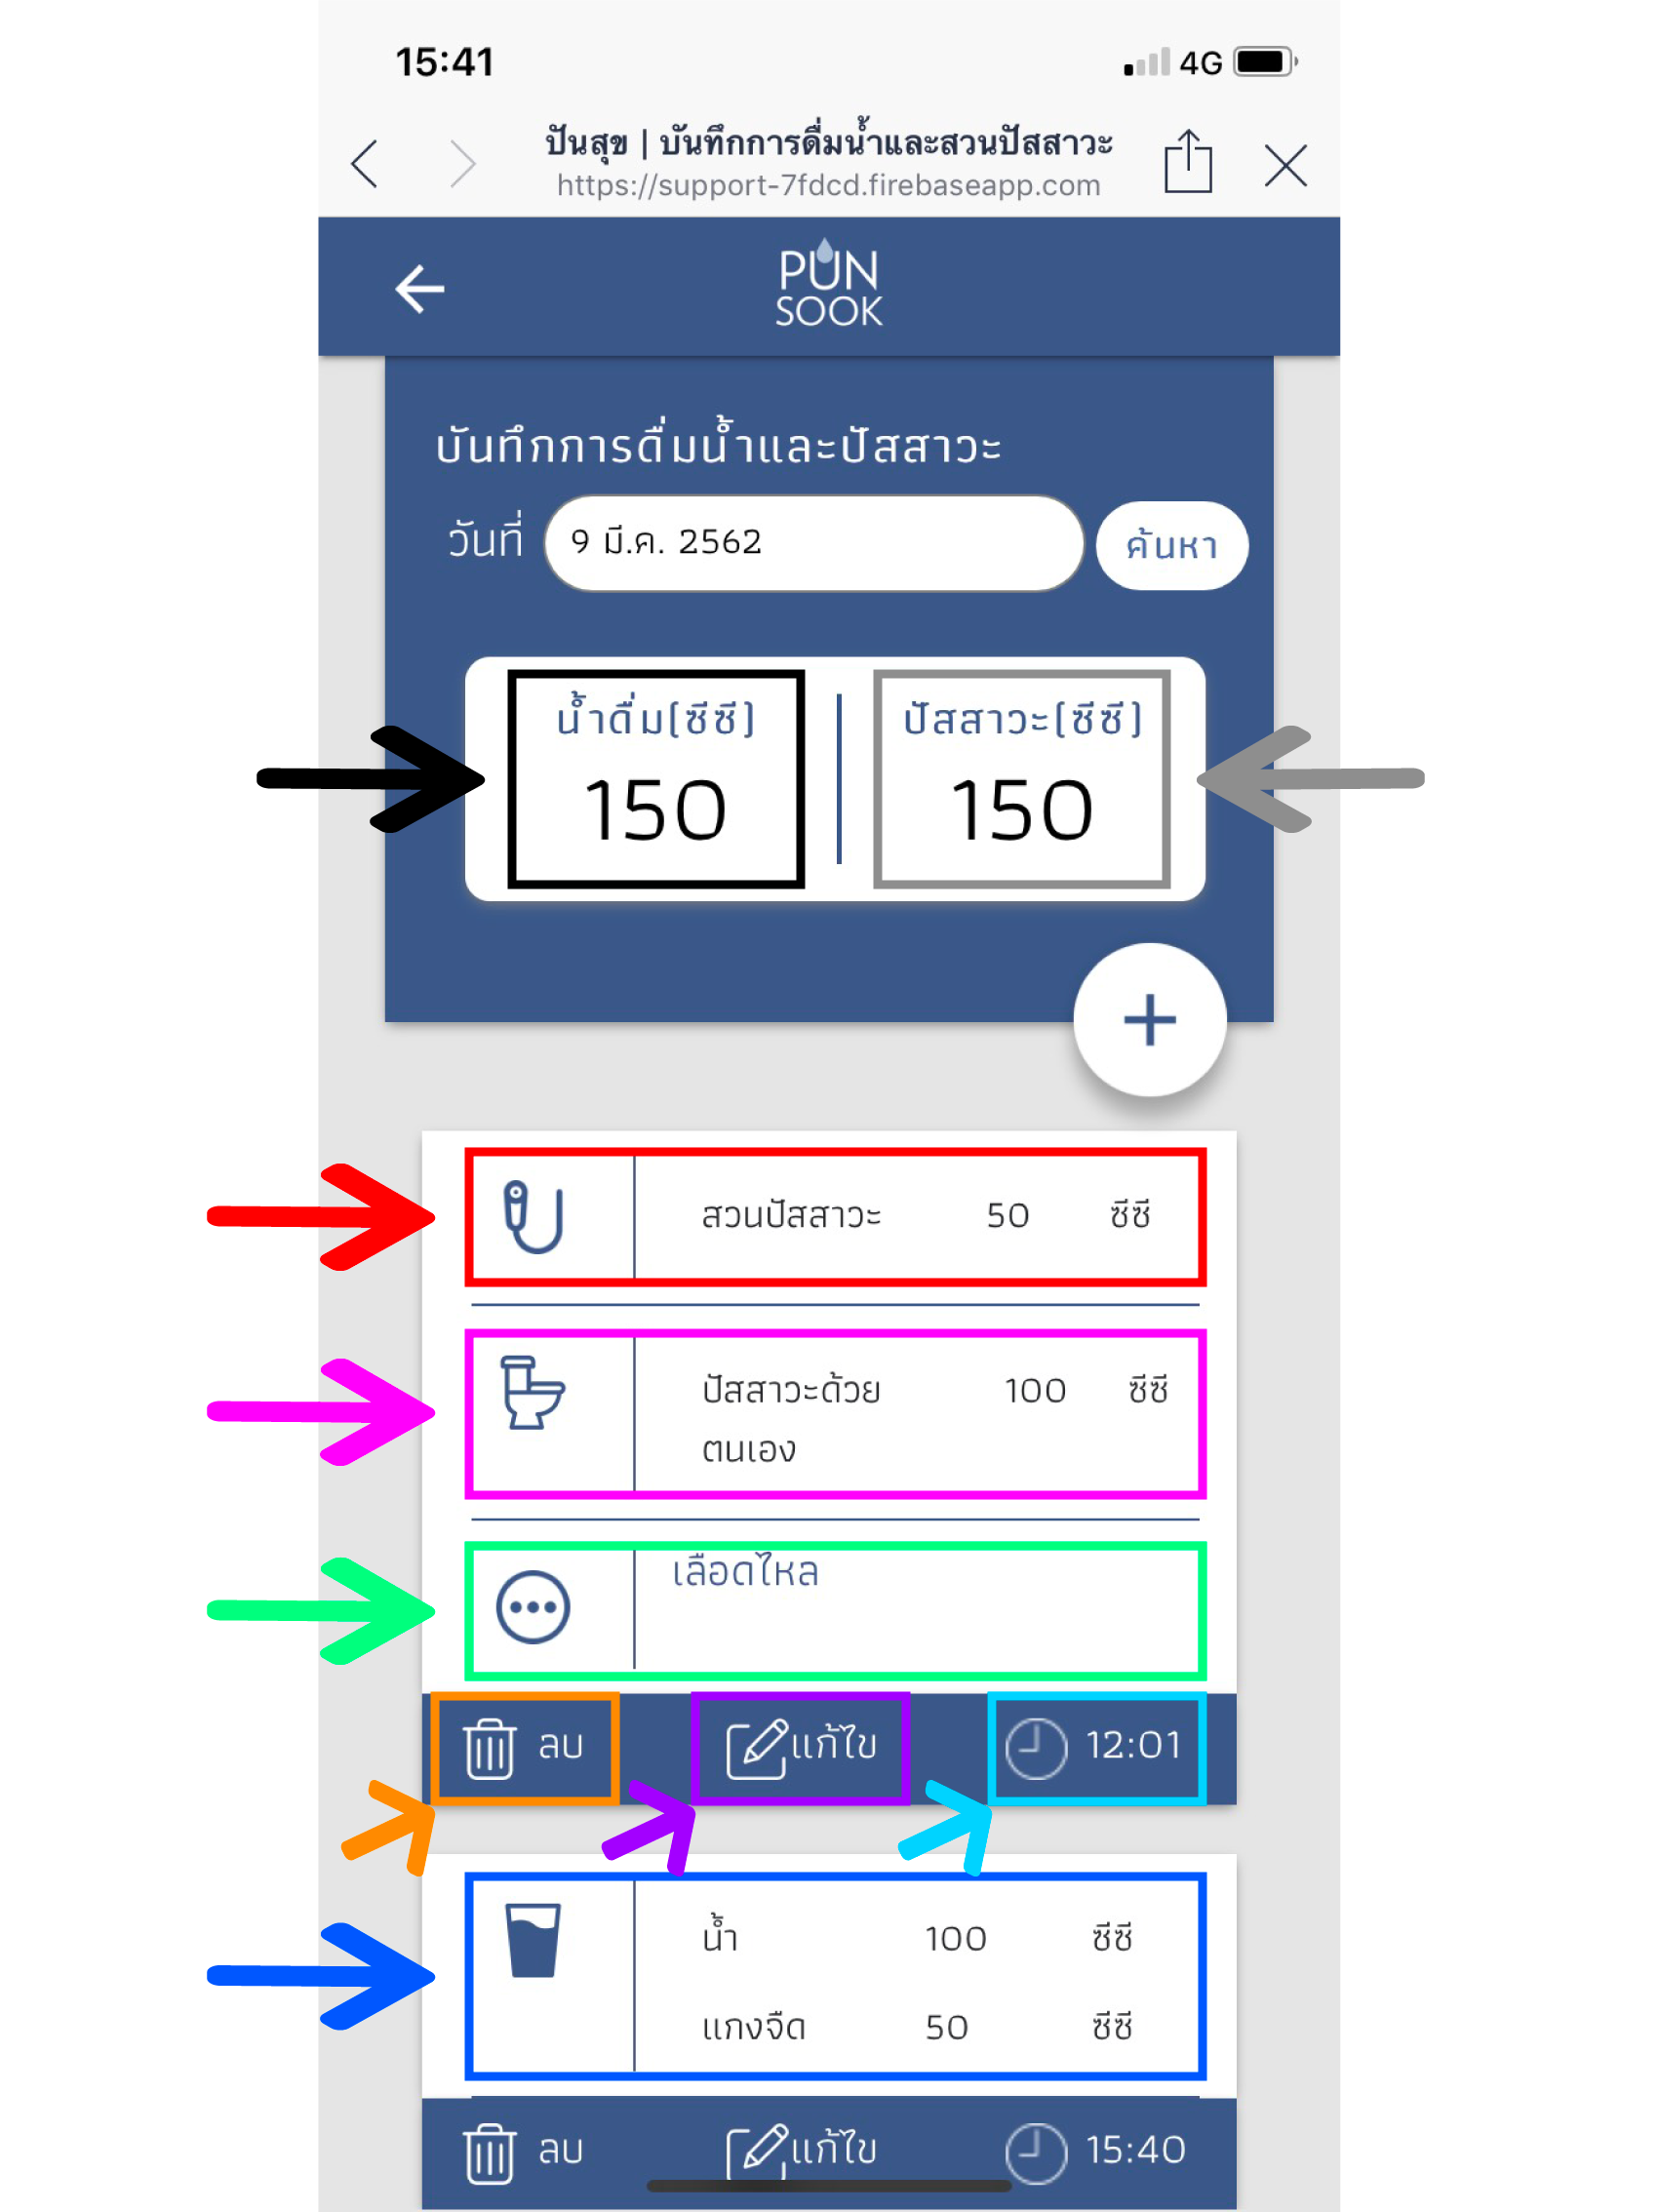 15:41 4G
ปันสุข | บันทึกการดื่มน้ำและสวนปัสสาวะ
https://support-7fdcd.firebaseapp.com
PUN
SOOK
บันทึกการดื่มน้ำและปัสสาวะ
วันที่ 9 มี.ค. 2562 ค้นหา
น้ำดื่ม(ซีซี) ปัสสาวะ(ซีซี)
150 150
+
สวนปัสสาวะ 50 ซีซี
ปัสสาวะด้วย 100 ซีซี
ตนเอง
เลือดไหล
ลบ แก้ไข 12:01
น้ำ 100 ซีซี
แกงจืด 50 ซีซี
ลบ แก้ไข 15:40